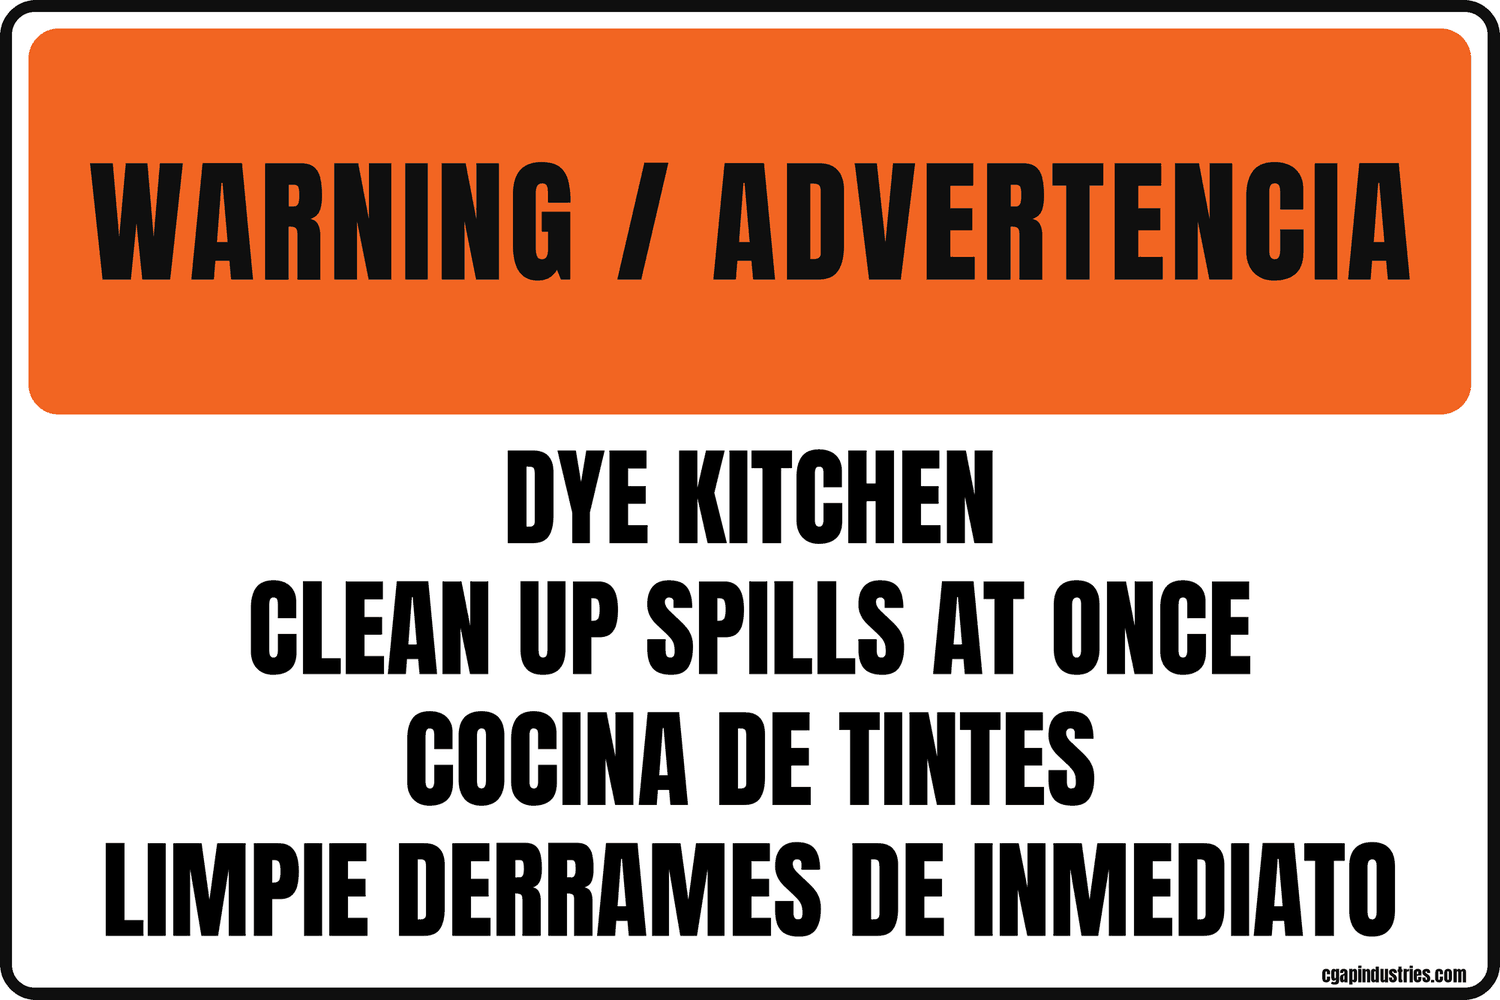 WARNING / ADVERTENCIA
DYE KITCHEN
CLEAN UP SPILLS AT ONCE
COCINA DE TINTES
LIMPIE DERRAMES DE INMEDIATO
cgapindustries.com